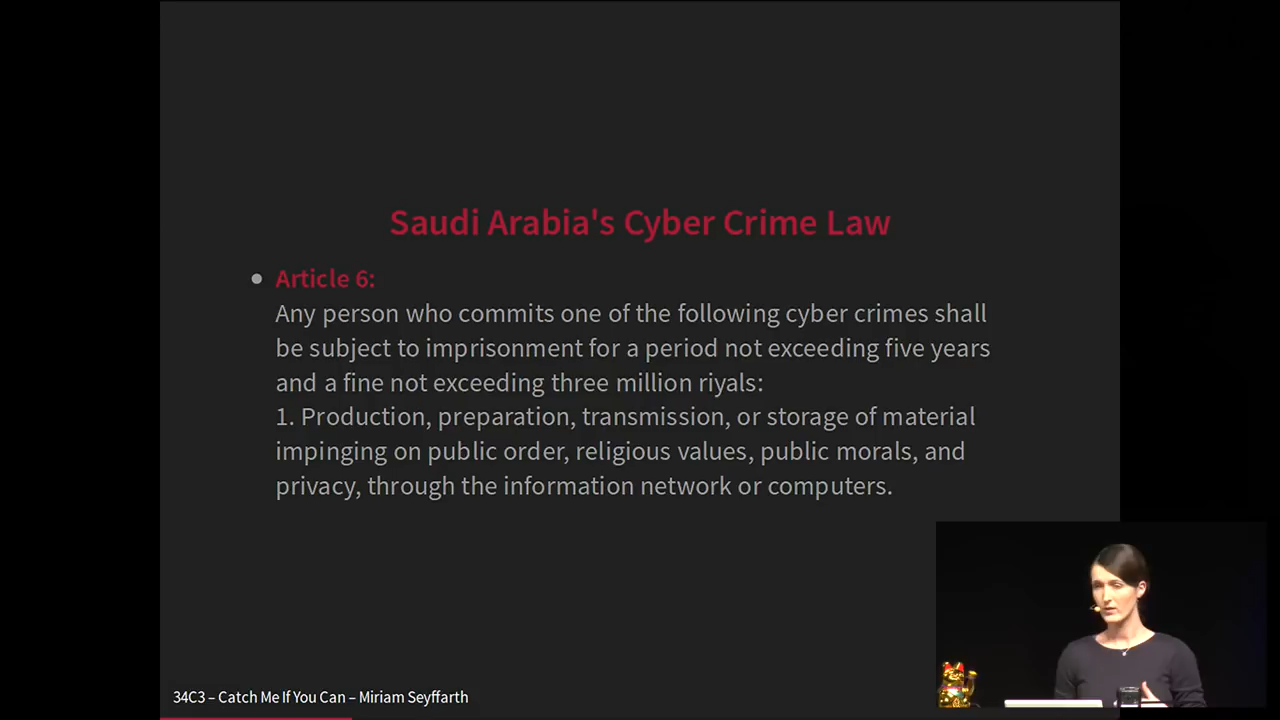 Saudi Arabia's Cyber Crime Law
Article 6:
Any person who commits one of the following cyber crimes shall
be subject to imprisonment for a period not exceeding five years
and a fine not exceeding three million riyals:
1. Production, preparation, transmission, or storage of material
impinging on public order, religious values, public morals, and
privacy, through the information network or computers.
34C3 – Catch Me If You Can – Miriam Seyffarth